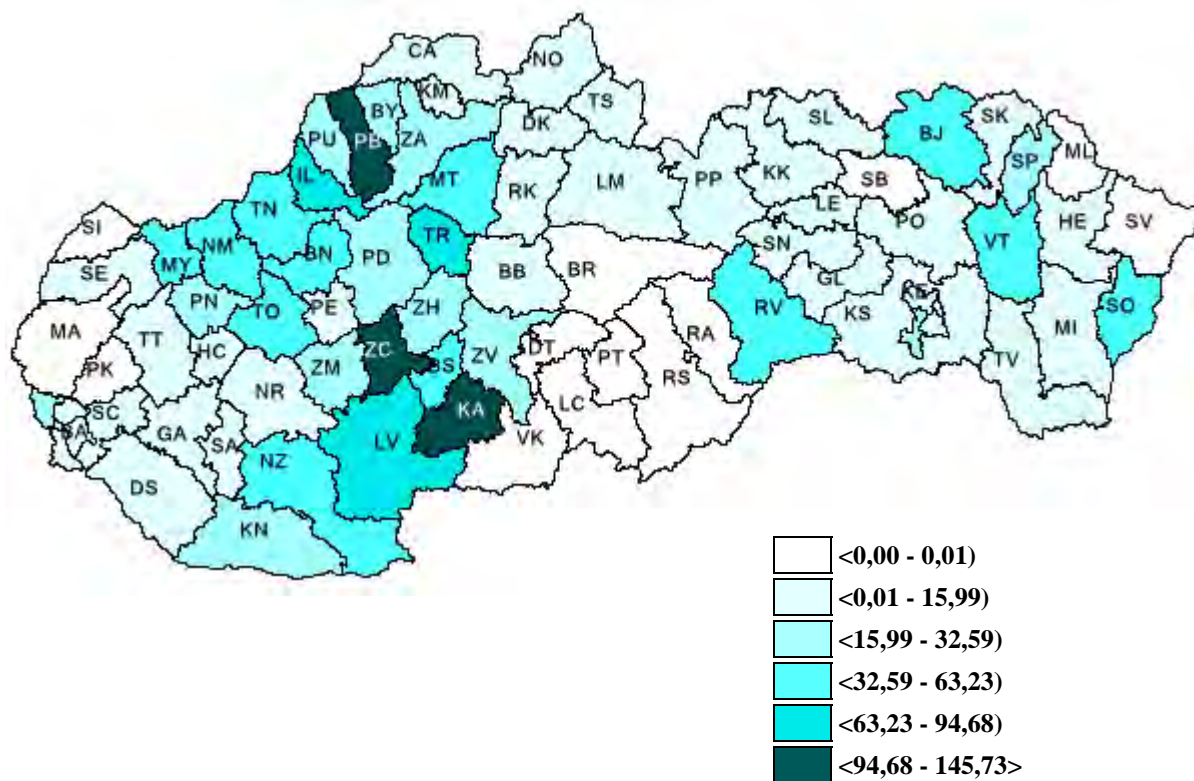 CA
NO
KM
BY
TS
PU
PB
ZA
DK
SL
BJ
SK
SP
ML
IL
MT
RK
LM
PP
KK
SB
TN
LE
PO
HE
SV
SI
NM
TR
SN
VT
MY
BN
PD
BB
BR
SE
GL
SO
PN
TO
PE
ZH
RV
KS
MA
TT
RA
MI
HC
ZM
ZC
ZV
DT
PT
TV
PK
NR
BS
RS
SC
KA
LC
BA
GA
SA
LV
VK
NZ
DS
KN
<0,00 - 0,01)
<0,01 - 15,99)
<15,99 - 32,59)
<32,59 - 63,23)
<63,23 - 94,68)
<94,68 - 145,73>